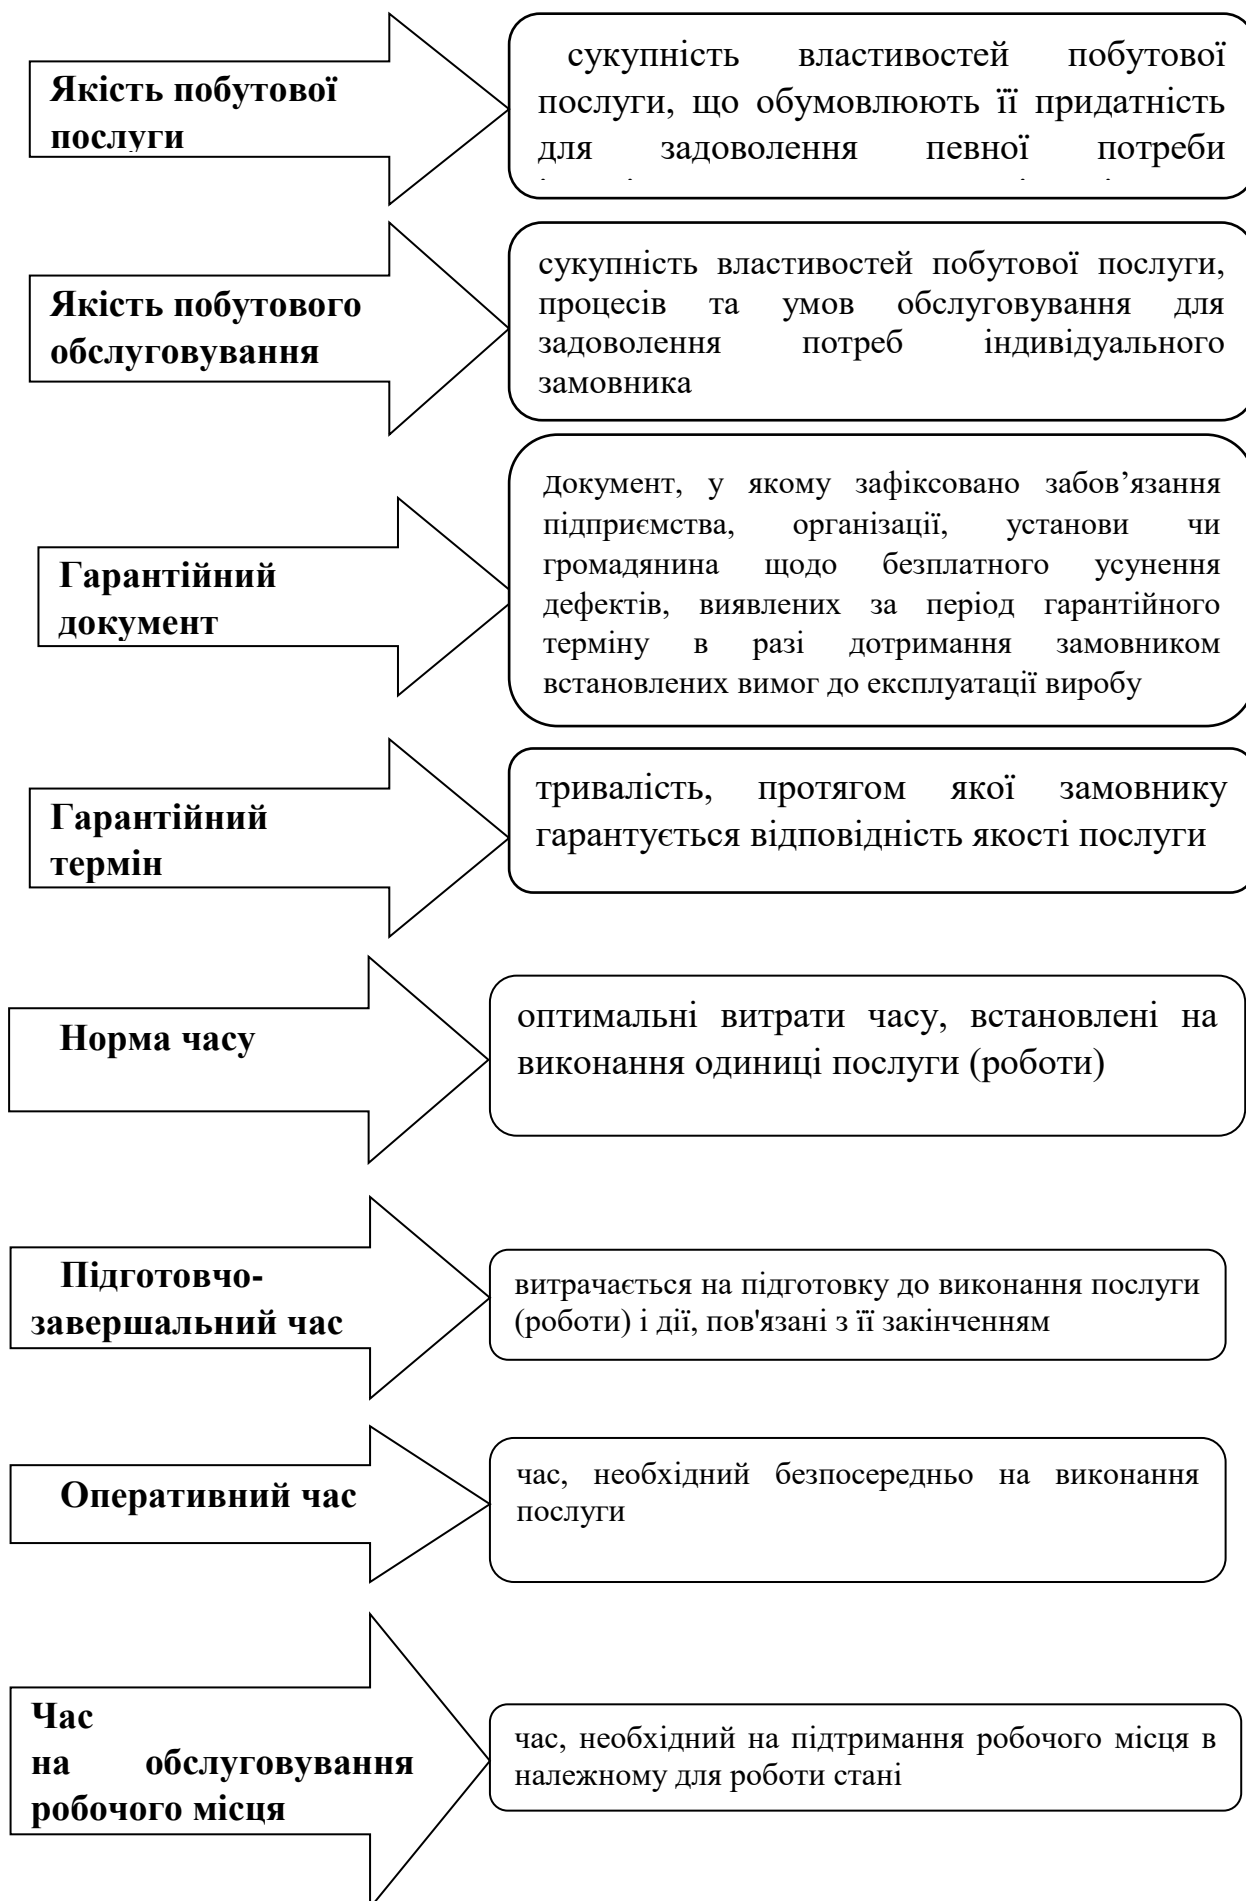 Якість побутової
послуги
сукупність властивостей побутової
послуги, що обумовлюють її придатність
для задоволення певної потреби
Якість побутового
обслуговування
сукупність властивостей побутової послуги,
процесів та умов обслуговування для
задоволення потреб індивідуального
замовника
Гарантійний
документ
документ, у якому зафіксовано забов’язання
підприємства, організації, установи чи
громадянина щодо безплатного усунення
дефектів, виявлених за період гарантійного
терміну в разі дотримання замовником
встановлених вимог до експлуатації виробу
Гарантійний
термін
тривалість, протягом якої замовнику
гарантується відповідність якості послуги
Норма часу
оптимальні витрати часу, встановлені на
виконання одиниці послуги (роботи)
Підготовчо-
завершальний час
витрачається на підготовку до виконання послуги
(роботи) і дії, пов'язані з її закінченням
Оперативний час
час, необхідний безпосередньо на виконання
послуги
Час
на обслуговування
робочого місця
час, необхідний на підтримання робочого місця в
належному для роботи стані